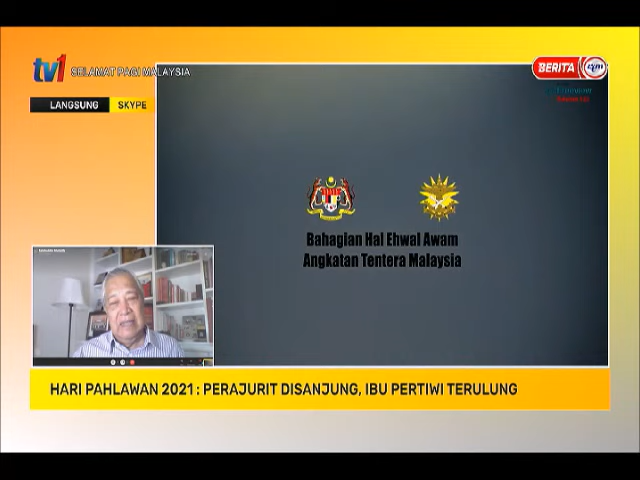 tv1 SELAMAT PAGI MALAYSIA
BERITA rtm
LANGSUNG SKYPE
Bahagian Hal Ehwal Awam
Angkatan Tentera Malaysia
HARI PAHLAWAN 2021 : PERAJURIT DISANJUNG, IBU PERTIWI TERULUNG